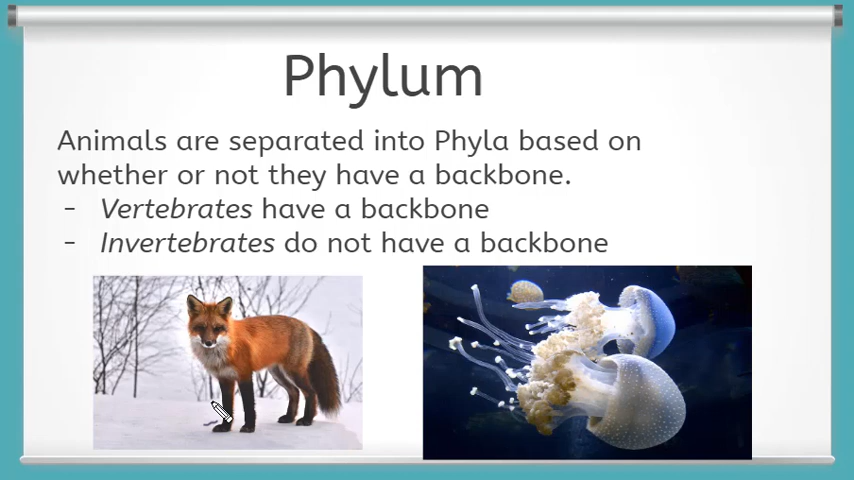 Phylum
Animals are separated into Phyla based on
whether or not they have a backbone.
- Vertebrates have a backbone
- Invertebrates do not have a backbone